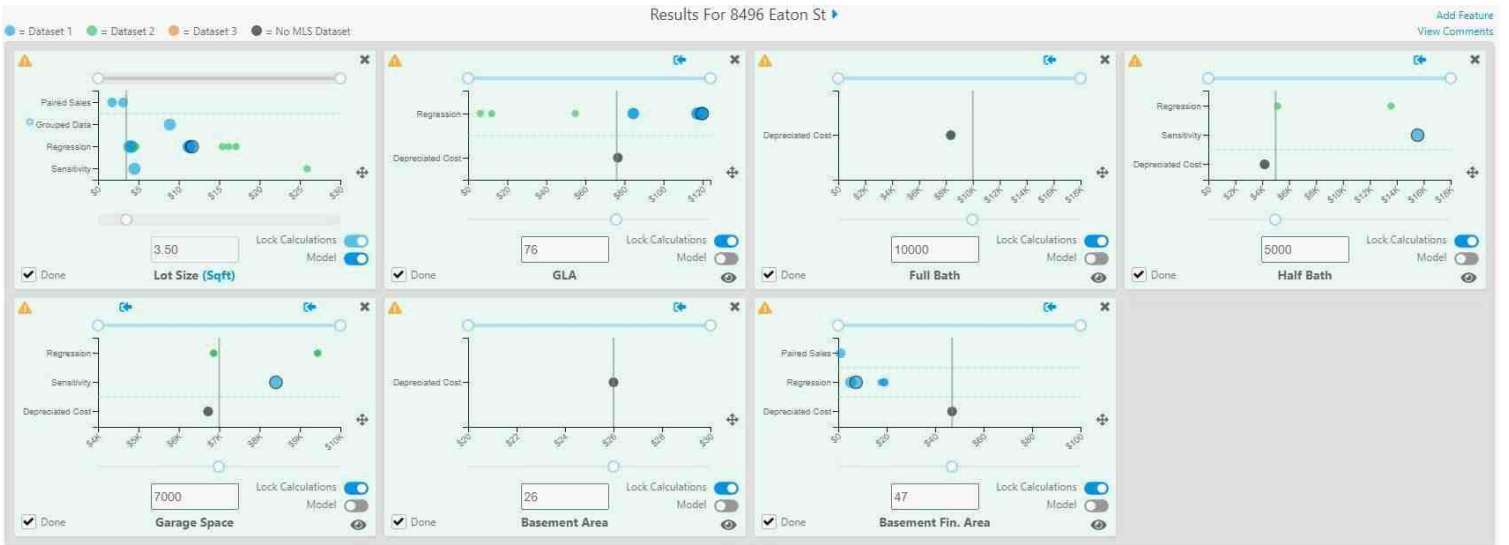 Results For 8496 Eaton St
Add Feature
View Comments
= Dataset 1 = Dataset 2 = Dataset 3 = No MLS Dataset
Paired Sales
Grouped Data
Regression
Sensitivity
$0 $5 $10 $15 $20 $25 $30
3.50
Lock Calculations
Model
Done
Lot Size (Sqft)
Regression
Depreciated Cost
$0 $20 $40 $60 $80 $100 $120
76
Lock Calculations
Model
Done
GLA
Depreciated Cost
$0 $2K $4K $6K $8K $10K $12K $14K $16K $18K
10000
Lock Calculations
Model
Done
Full Bath
Regression
Sensitivity
Depreciated Cost
$0 $2K $4K $6K $8K $10K $12K $14K $16K $18K
5000
Lock Calculations
Model
Done
Half Bath
Regression
Sensitivity
Depreciated Cost
$4K $5K $6K $7K $8K $9K $10K
7000
Lock Calculations
Model
Done
Garage Space
Depreciated Cost
$20 $22 $24 $26 $28 $30
26
Lock Calculations
Model
Done
Basement Area
Paired Sales
Regression
Depreciated Cost
$0 $20 $40 $60 $80 $100
47
Lock Calculations
Model
Done
Basement Fin. Area